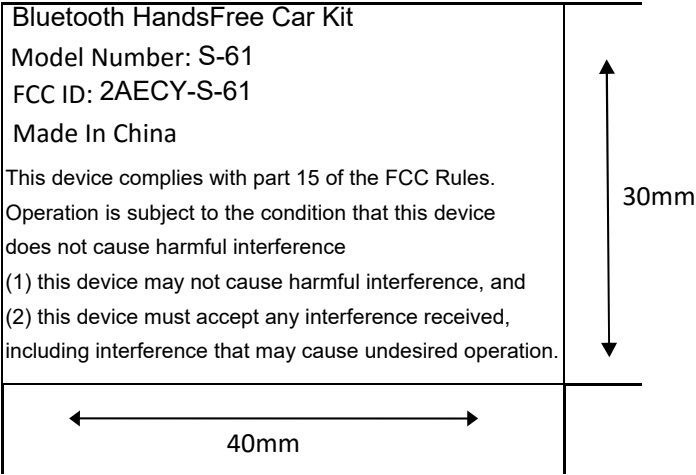 Bluetooth HandsFree Car Kit
Model Number: S-61
FCC ID: 2AECY-S-61
Made In China
This device complies with part 15 of the FCC Rules.
Operation is subject to the condition that this device
does not cause harmful interference
(1) this device may not cause harmful interference, and
(2) this device must accept any interference received,
including interference that may cause undesired operation.
30mm
40mm